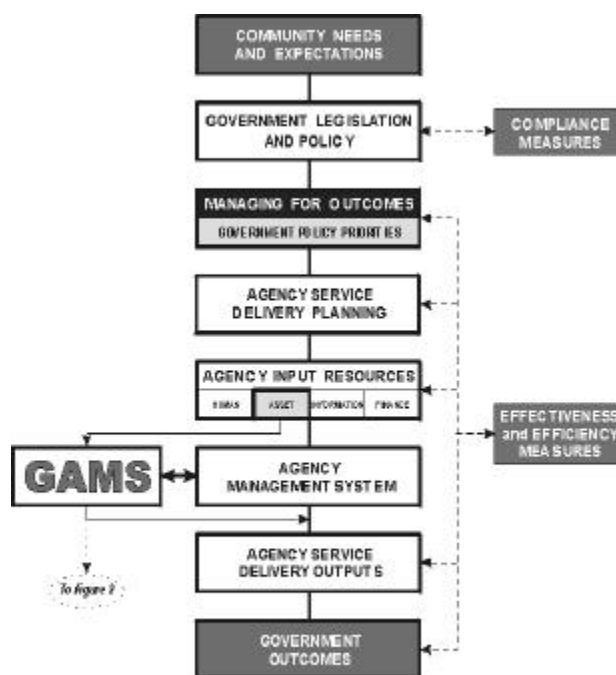 COMMUNITY NEEDS
AND EXPECTATIONS
GOVERNMENT LEGISLATION
AND POLICY
COMPLIANCE
MEASURES
MANAGING FOR OUTCOMES
GOVERNMENT POLICY PRIORITIES
AGENCY SERVICE
DELIVERY PLANNING
AGENCY INPUT RESOURCES
HUMAN ASSET INFORMATION FINANCE
EFFECTIVENESS
and EFFICIENCY
MEASURES
GAMS
AGENCY
MANAGEMENT SYSTEM
AGENCY SERVICE
DELIVERY OUTPUTS
To figure
GOVERNMENT
OUTCOMES